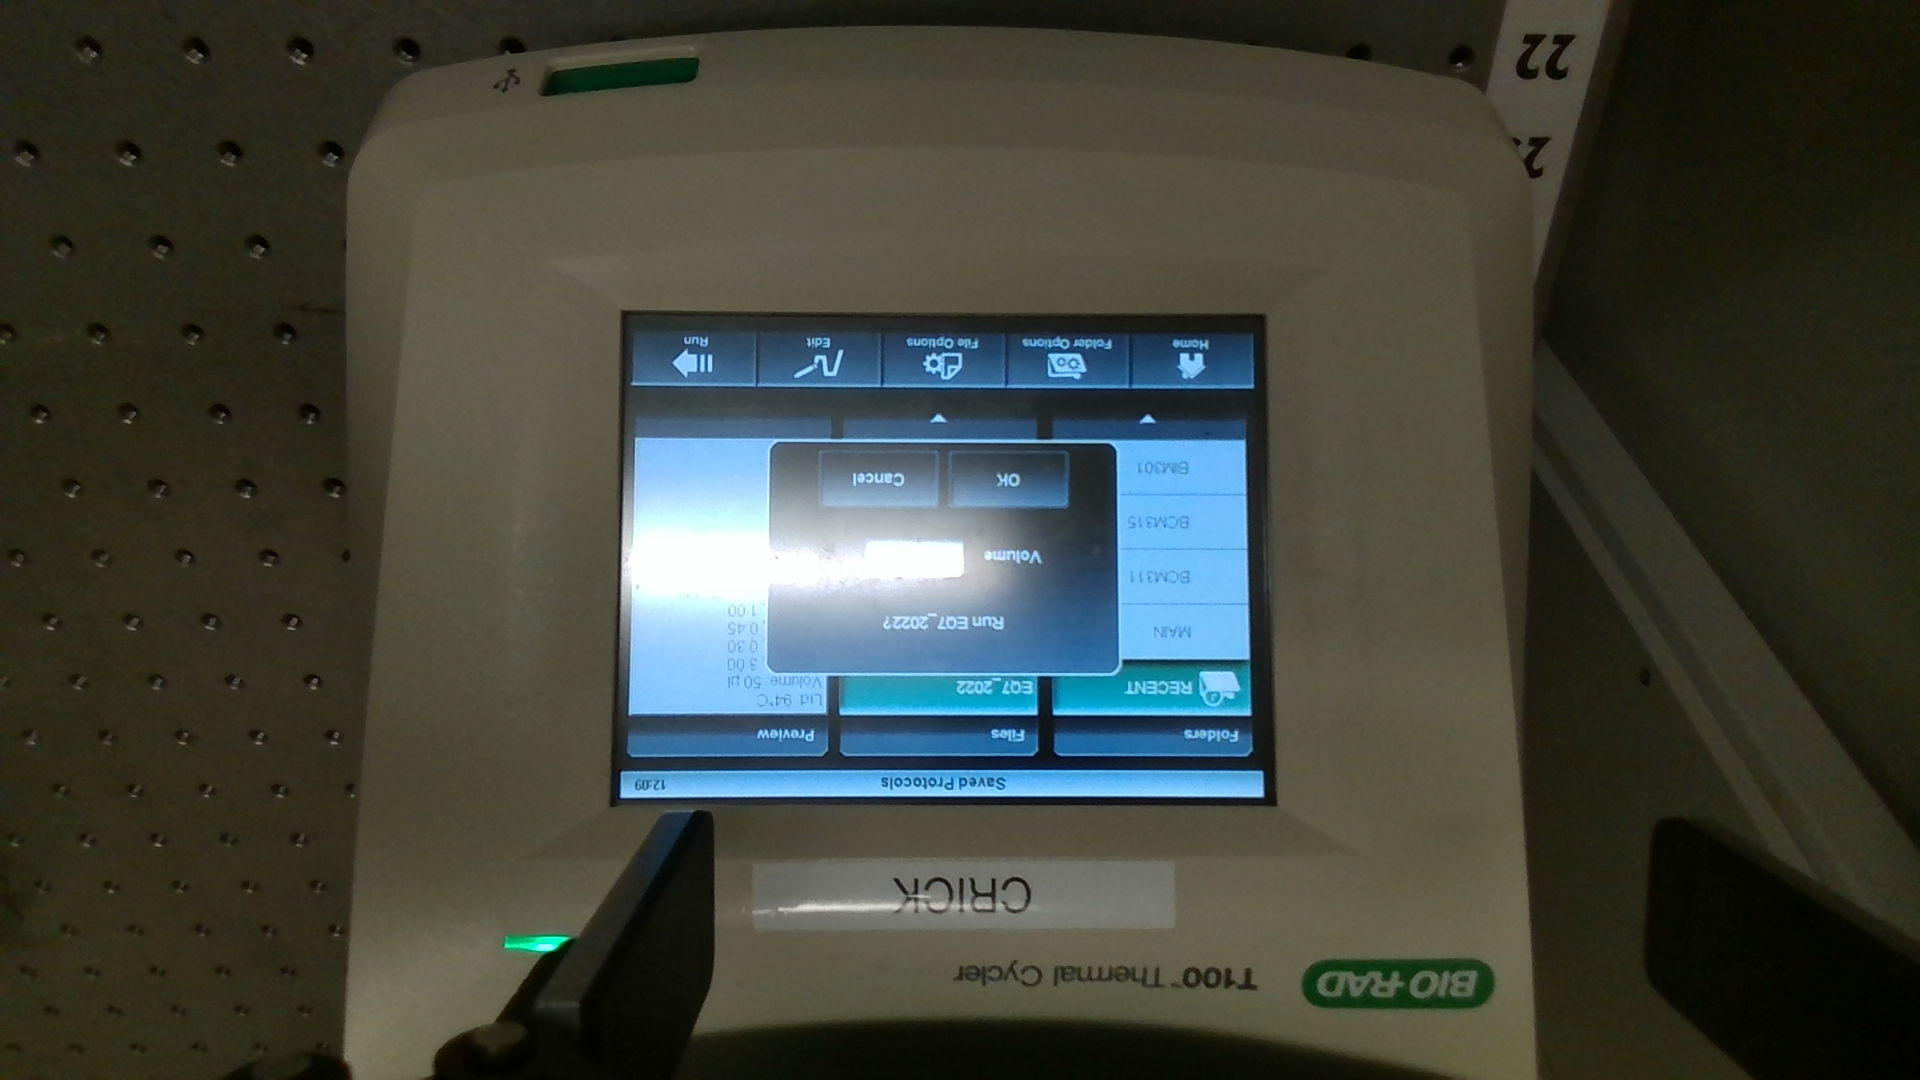 BIO-RAD
T100™ Thermal Cycler
CRICK
Saved Protocols
12:09
Folders
Files
Preview
RECENT
EQ7_2022
Lid: 94°C
Volume: 50 µl
3:00
0:30
0:45
1:00
MAIN
BCM311
BCM315
BIM301
Run EQ7_2022?
Volume
OK
Cancel
Home
Folder Options
File Options
Edit
Run
22